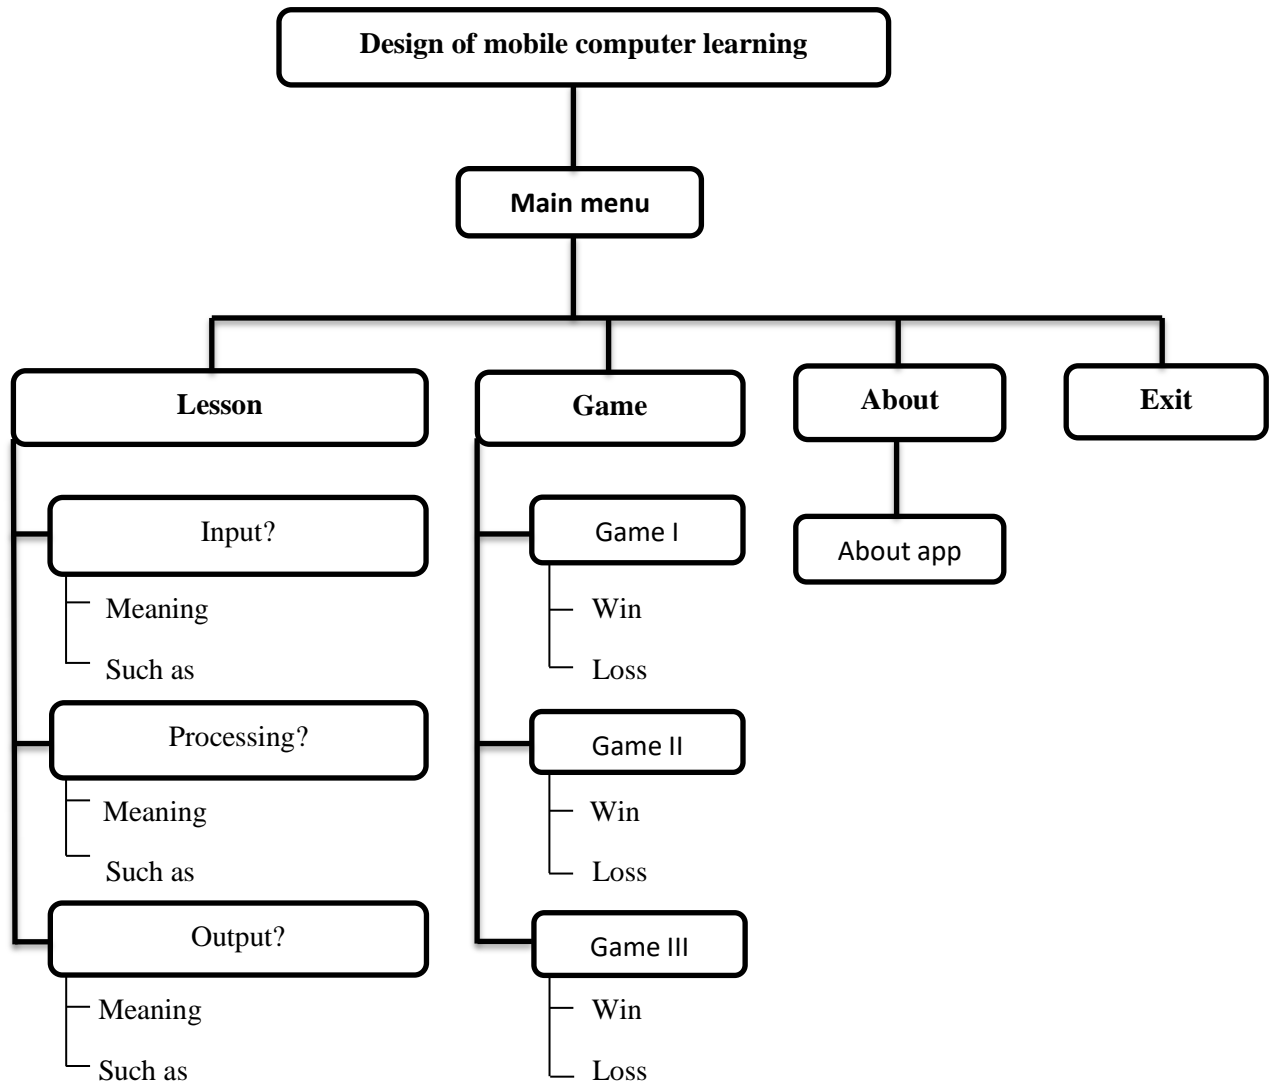 Design of mobile computer learning
Main menu
Lesson
Game
About
Exit
Input?
Meaning
Such as
Processing?
Meaning
Such as
Output?
Meaning
Such as
Game I
Win
Loss
Game II
Win
Loss
Game III
Win
Loss
About app